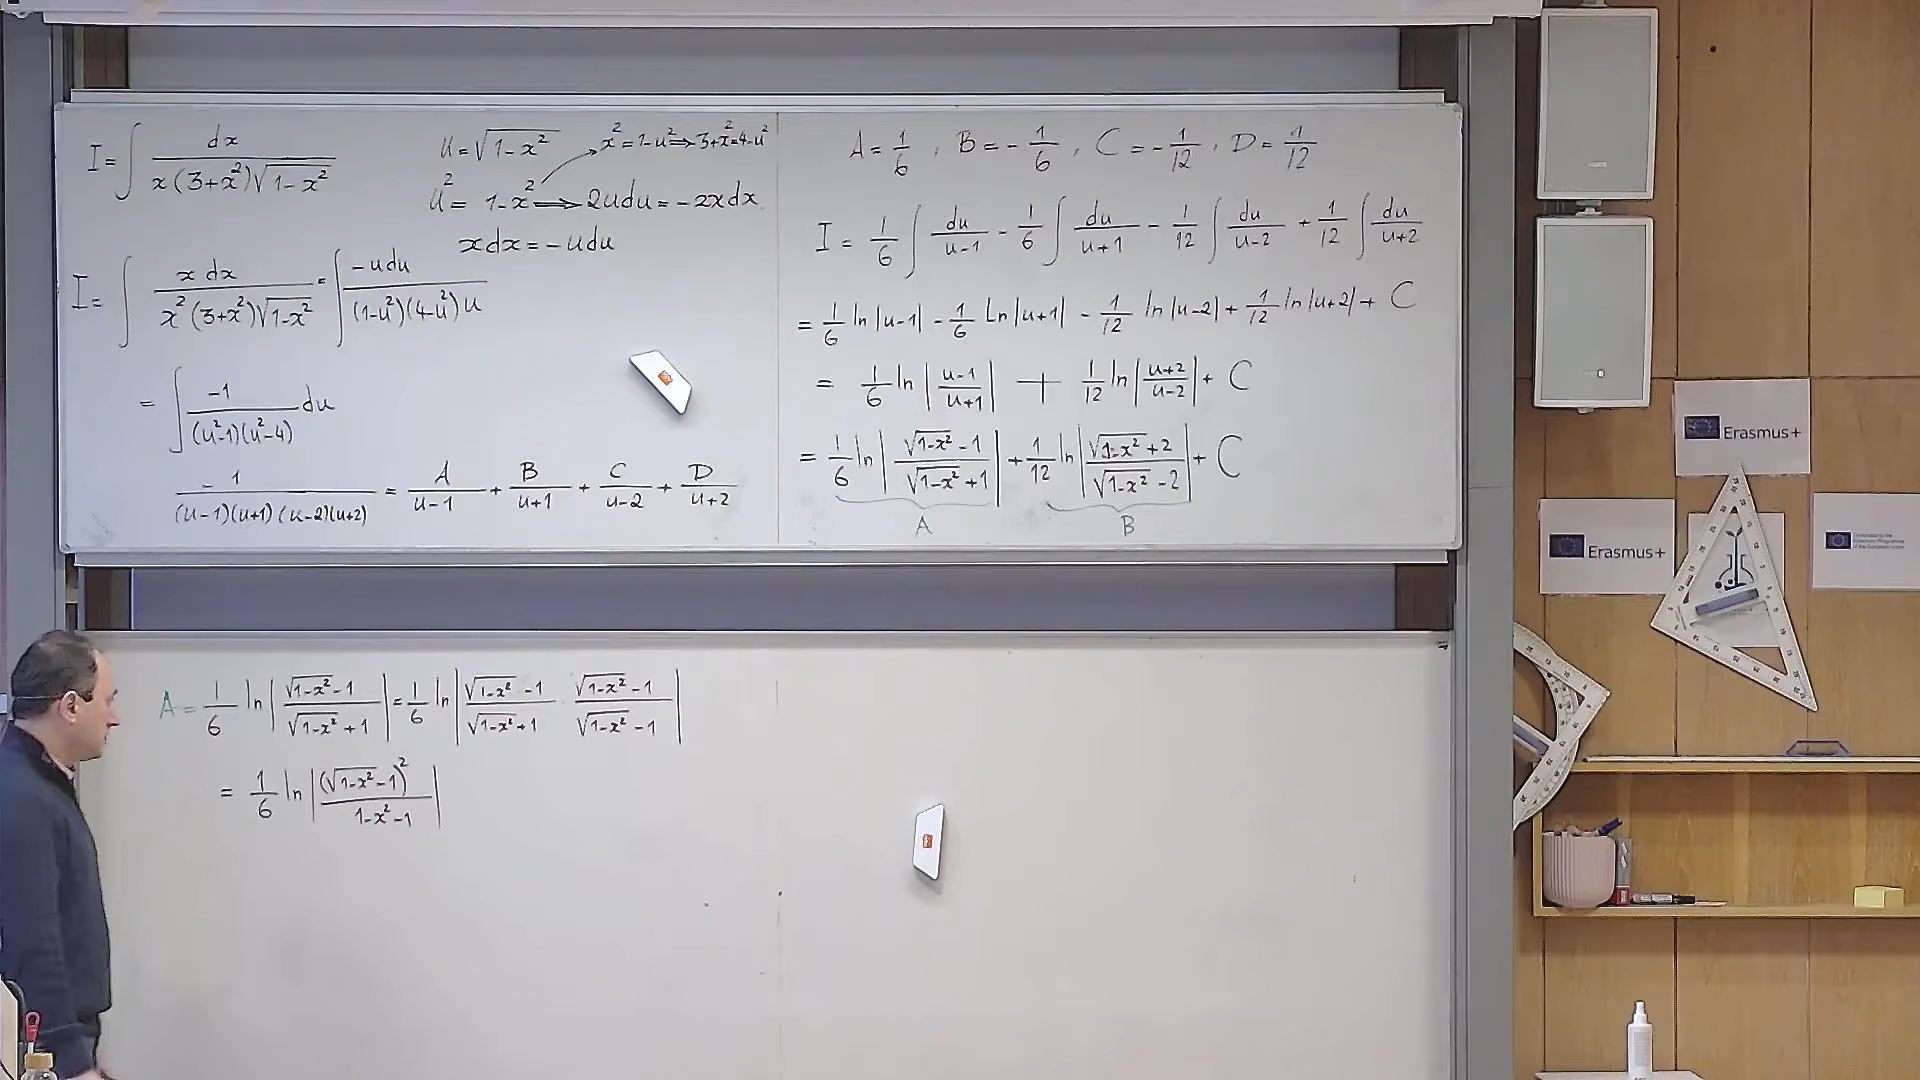 I = ∫ dx / (x(3+x²)√(1-x²))
u = √(1-x²)
x² = 1-u² ⇒ 3+x² = 4-u²
u² = 1-x² ⟹ 2udu = -2xdx
xdx = -udu
I = ∫ x dx / (x²(3+x²)√(1-x²)) = ∫ -udu / ((1-u²)(4-u²)u)
= ∫ -1 / ((u²-1)(u²-4)) du
-1 / ((u-1)(u+1)(u-2)(u+2)) = A/(u-1) + B/(u+1) + C/(u-2) + D/(u+2)
A = 1/6 , B = -1/6 , C = -1/12 , D = 1/12
I = 1/6 ∫ du/(u-1) - 1/6 ∫ du/(u+1) - 1/12 ∫ du/(u-2) + 1/12 ∫ du/(u+2)
= 1/6 ln|u-1| - 1/6 Ln|u+1| - 1/12 ln|u-2| + 1/12 ln|u+2| + C
= 1/6 ln|(u-1)/(u+1)| + 1/12 ln|(u+2)/(u-2)| + C
= 1/6 ln|(√(1-x²) -1)/(√(1-x²) +1)| + 1/12 ln|(√(1-x²) +2)/(√(1-x²) -2)| + C
A B
A = 1/6 ln|(√(1-x²) -1)/(√(1-x²) +1)| = 1/6 ln|(√(1-x²) -1)/(√(1-x²) +1) · (√(1-x²) -1)/(√(1-x²) -1)|
= 1/6 ln|(√(1-x²) -1)²/(1-x²-1)|
Erasmus+
Erasmus+